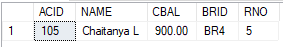 ACID NAME CBAL BRID RNO
1 105 Chaitanya L 900.00 BR4 5